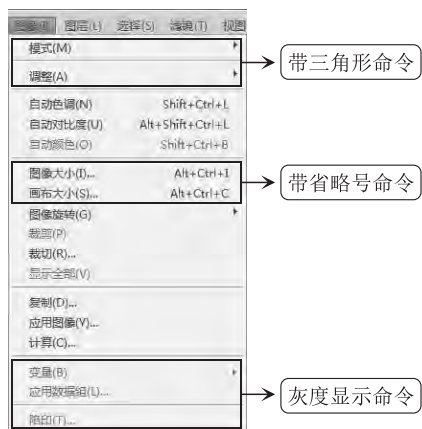 图像(I) 图层(L) 选择(S) 滤镜(T) 视图
模式(M)
调整(A)
带三角形命令
自动色调(N) Shift+Ctrl+L
自动对比度(U) Alt+Shift+Ctrl+L
自动颜色(O) Shift+Ctrl+B
图像大小(I)... Alt+Ctrl+I
画布大小(S)... Alt+Ctrl+C
带省略号命令
图像旋转(G)
裁剪(P)
裁切(R)...
显示全部(V)
复制(D)...
应用图像(Y)...
计算(C)...
变量(B)
应用数据组(L)...
灰度显示命令
陷印(T)...